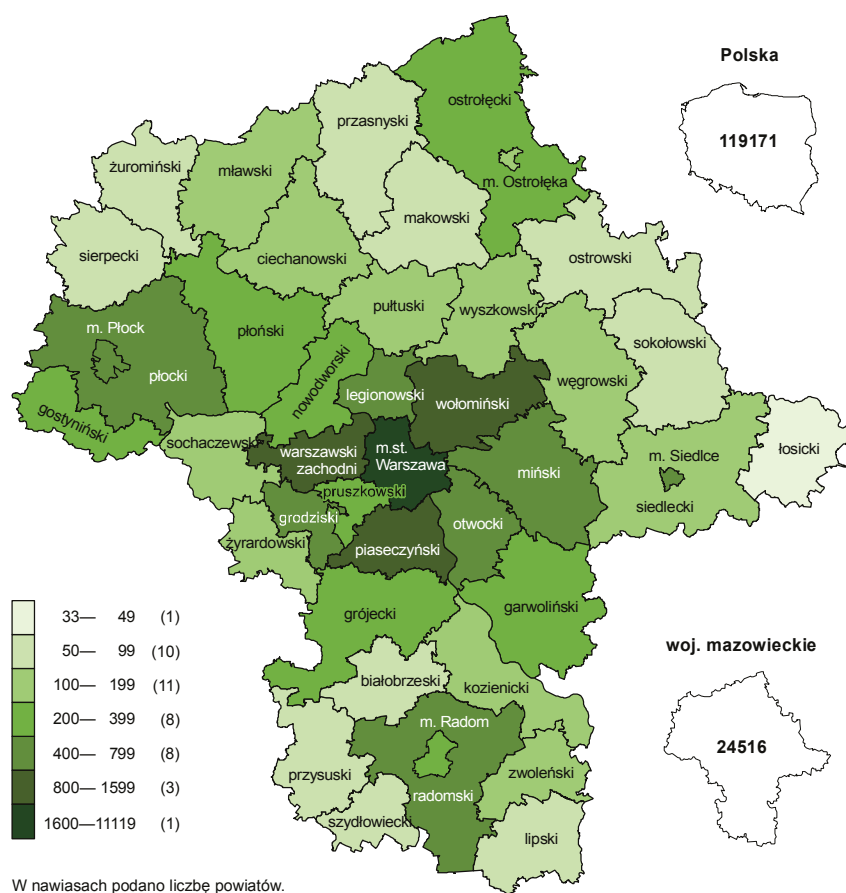 Polska
119171
ostrołęcki
przasnyski
żuromiński
mławski
m. Ostrołęka
makowski
sierpecki
ciechanowski
ostrowski
pułtuski
wyszkowski
m. Płock
płoński
sokołowski
płocki
nowodworski
legionowski
wołomiński
węgrowski
gostyniński
sochaczewski
warszawski
zachodni
m.st.
Warszawa
m. Siedlce
łosicki
miński
pruszkowski
siedlecki
grodziski
otwocki
żyrardowski
piaseczyński
grójecki
garwoliński
33— 49 (1)
50— 99 (10)
100— 199 (11)
200— 399 (8)
400— 799 (8)
800— 1599 (3)
1600—11119 (1)
woj. mazowieckie
24516
białobrzeski
kozienicki
m. Radom
przysuski
zwoleński
radomski
szydłowiecki
lipski
W nawiasach podano liczbę powiatów.